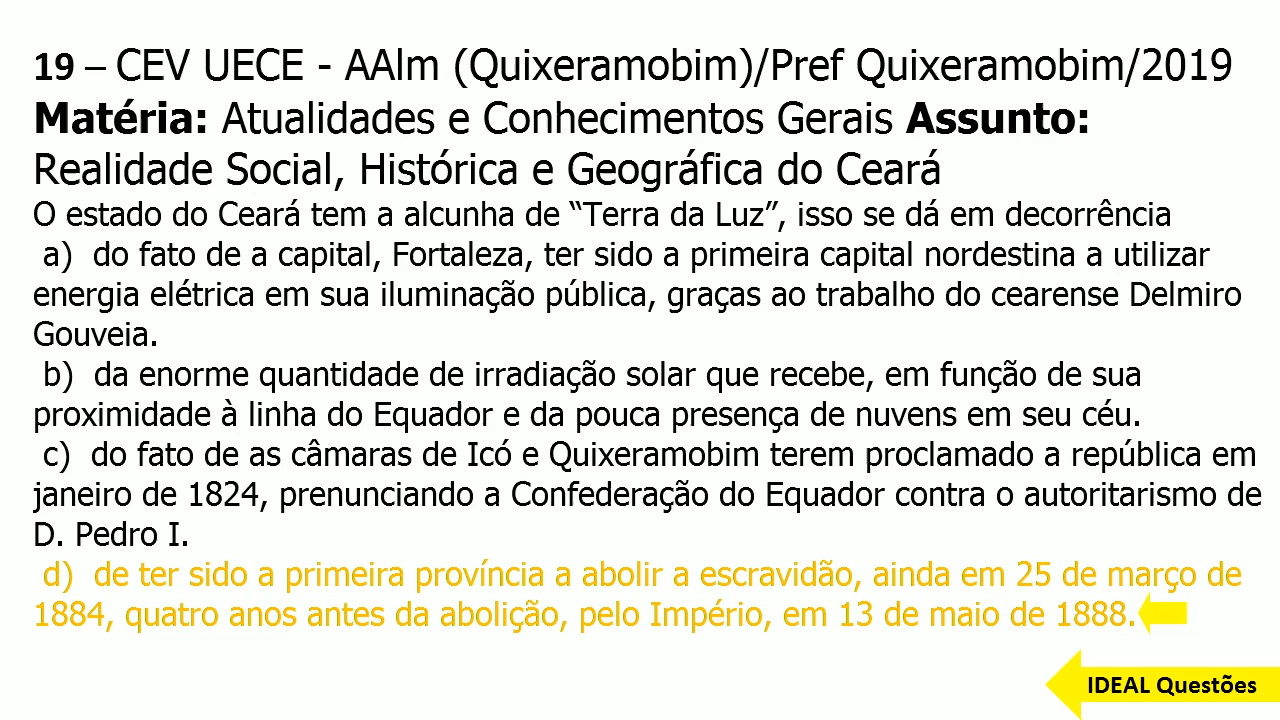 19 – CEV UECE - AAlm (Quixeramobim)/Pref Quixeramobim/2019
Matéria: Atualidades e Conhecimentos Gerais Assunto:
Realidade Social, Histórica e Geográfica do Ceará
O estado do Ceará tem a alcunha de “Terra da Luz”, isso se dá em decorrência
a) do fato de a capital, Fortaleza, ter sido a primeira capital nordestina a utilizar
energia elétrica em sua iluminação pública, graças ao trabalho do cearense Delmiro
Gouveia.
b) da enorme quantidade de irradiação solar que recebe, em função de sua
proximidade à linha do Equador e da pouca presença de nuvens em seu céu.
c) do fato de as câmaras de Icó e Quixeramobim terem proclamado a república em
janeiro de 1824, prenunciando a Confederação do Equador contra o autoritarismo de
D. Pedro I.
d) de ter sido a primeira província a abolir a escravidão, ainda em 25 de março de
1884, quatro anos antes da abolição, pelo Império, em 13 de maio de 1888.
IDEAL Questões